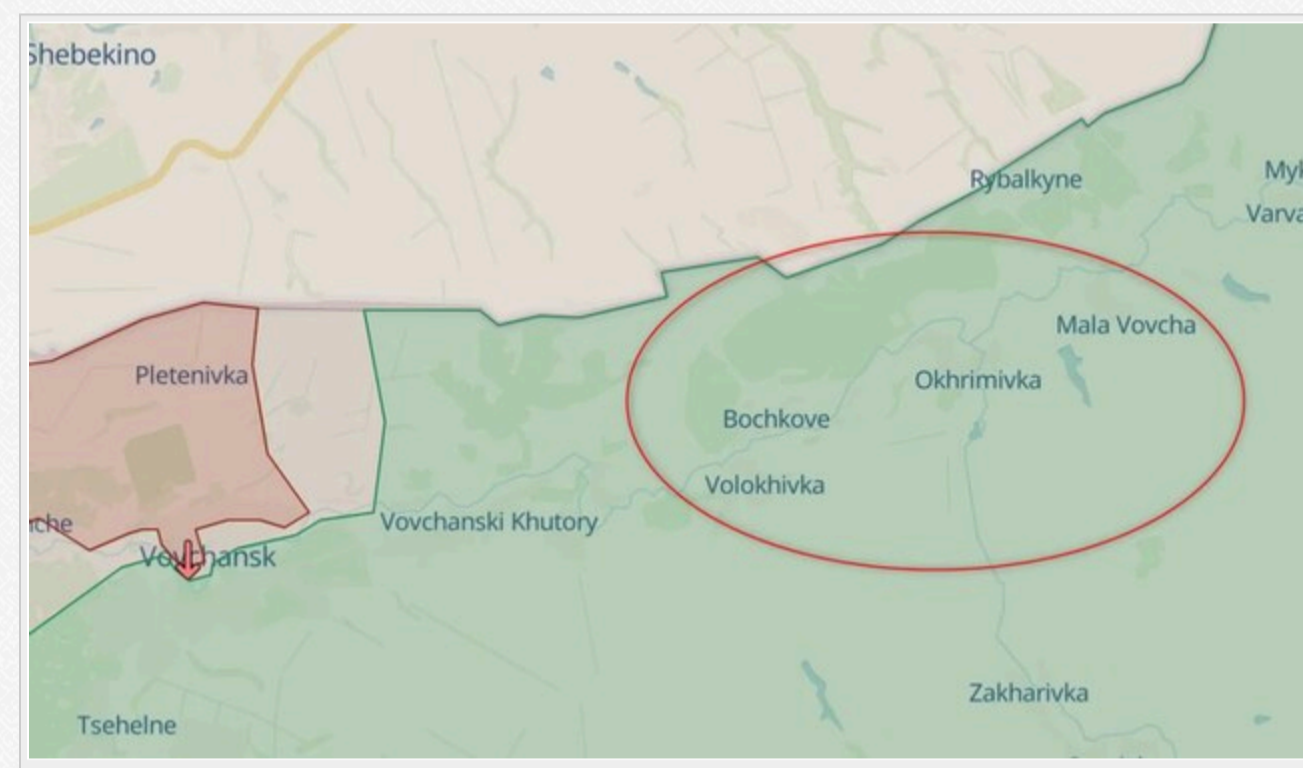 Shebekino
Rybalkyne
Pletenivka
Mala Vovcha
Okhrimivka
Bochkove
Volokhivka
Vovchanski Khutory
Vovchansk
Zakharivka
Tsehelne